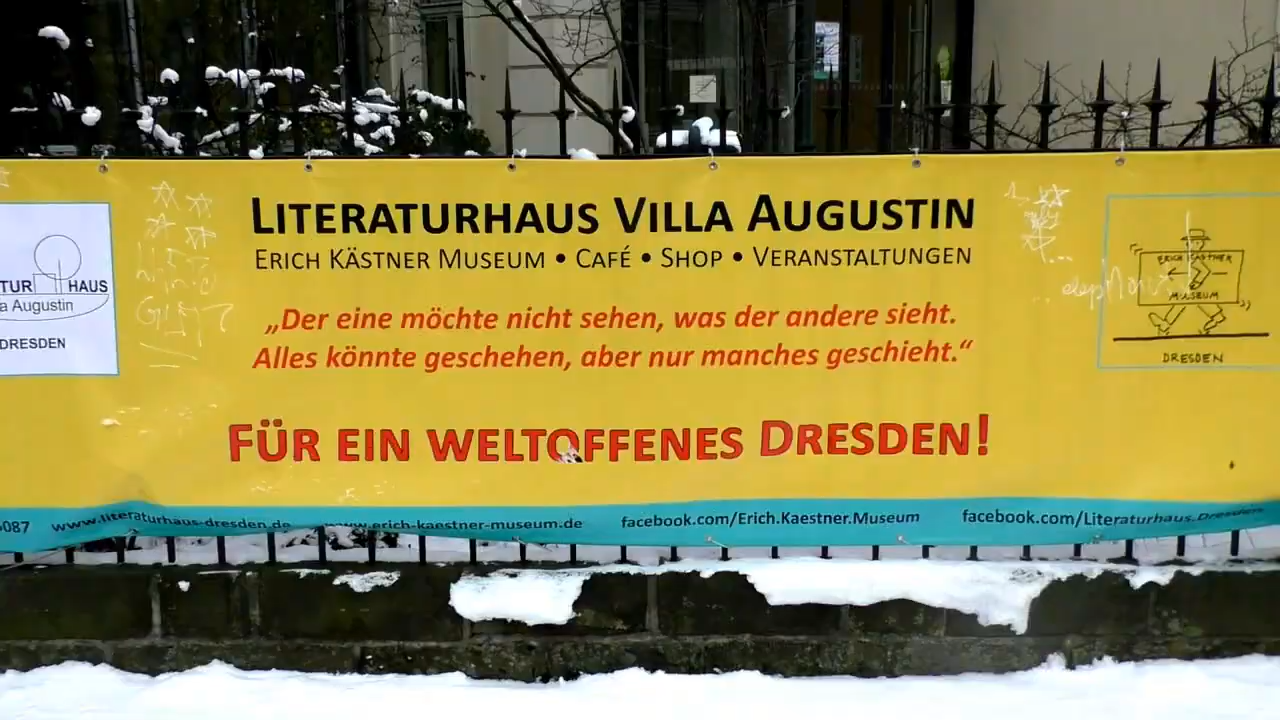 LITERATURHAUS VILLA AUGUSTIN
ERICH KÄSTNER MUSEUM • CAFÉ • SHOP • VERANSTALTUNGEN
„Der eine möchte nicht sehen, was der andere sieht.
Alles könnte geschehen, aber nur manches geschieht.“
FÜR EIN WELTOFFENES DRESDEN!
TUR HAUS
a Augustin
DRESDEN
ERICH KÄSTNER
MUSEUM
DRESDEN
087 www.literaturhaus-dresden.de www.erich-kaestner-museum.de facebook.com/Erich.Kaestner.Museum facebook.com/Literaturhaus.Dresden